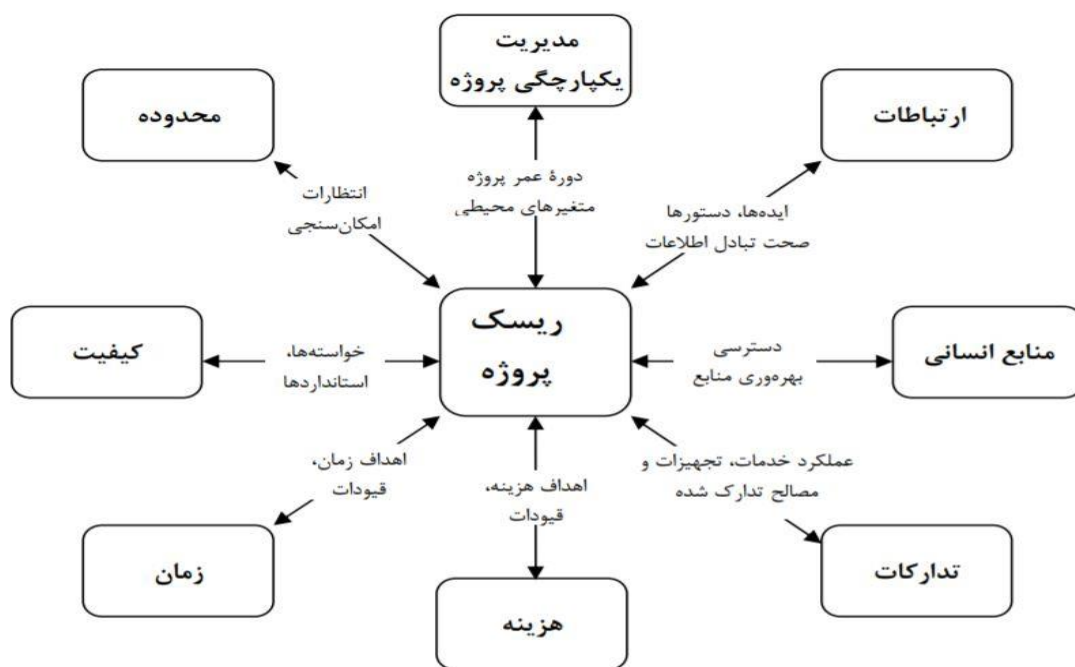 مدیریت
یکپارچگی پروژه
ارتباطات
محدوده
دورۀ عمر پروژه
متغیرهای محیطی
ایده‌ها، دستورها
صحت تبادل اطلاعات
انتظارات
امکان‌سنجی
ریسک
پروژه
منابع انسانی
دسترسی
بهره‌وری منابع
خواسته‌ها،
استانداردها
کیفیت
عملکرد خدمات، تجهیزات و
مصالح تدارک شده
اهداف هزینه،
قیودات
اهداف زمان،
قیودات
تدارکات
هزینه
زمان